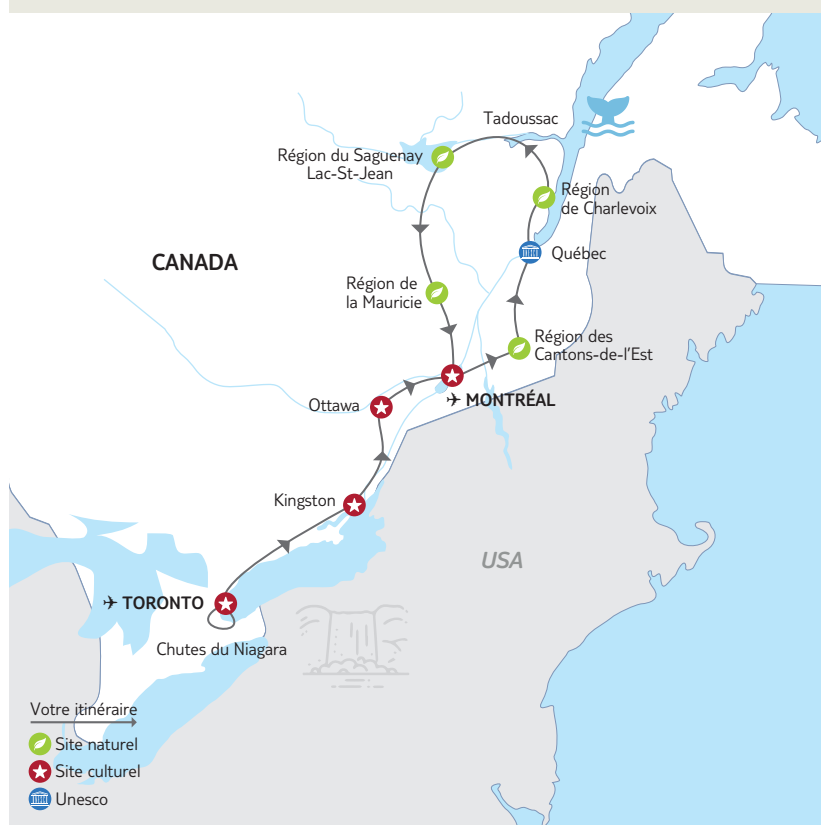 Tadoussac
Région du Saguenay
Lac-St-Jean
Région
de Charlevoix
CANADA
Québec
Région de
la Mauricie
Région des
Cantons-de-l'Est
Ottawa
MONTRÉAL
Kingston
USA
TORONTO
Chutes du Niagara
Votre itinéraire
Site naturel
Site culturel
Unesco